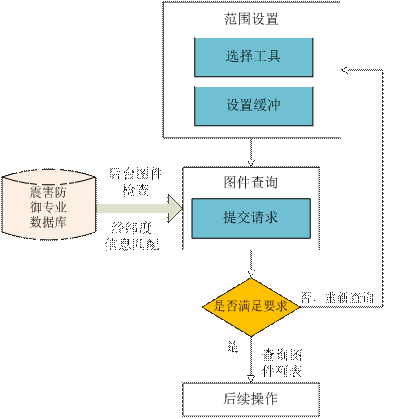 范围设置
选择工具
设置缓冲
后台图件
检查
震害防
御专业
数据库
经纬度
信息匹配
图件查询
提交请求
是否满足要求
否，重新查询
是
查询图
件列表
后续操作